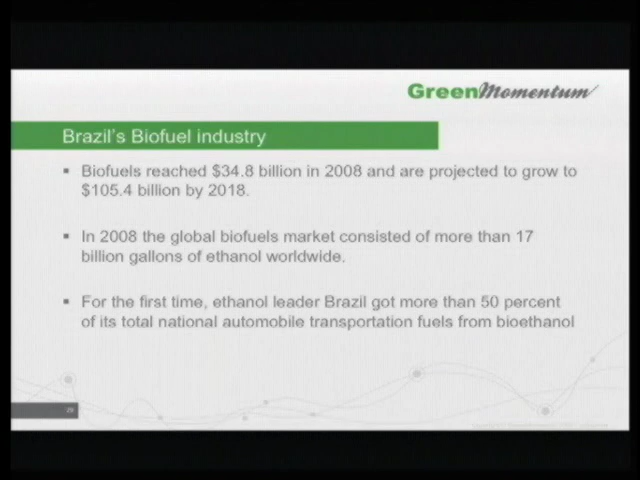 GreenMomentum
Brazil's Biofuel industry
▪ Biofuels reached $34.8 billion in 2008 and are projected to grow to
$105.4 billion by 2018.
▪ In 2008 the global biofuels market consisted of more than 17
billion gallons of ethanol worldwide.
▪ For the first time, ethanol leader Brazil got more than 50 percent
of its total national automobile transportation fuels from bioethanol